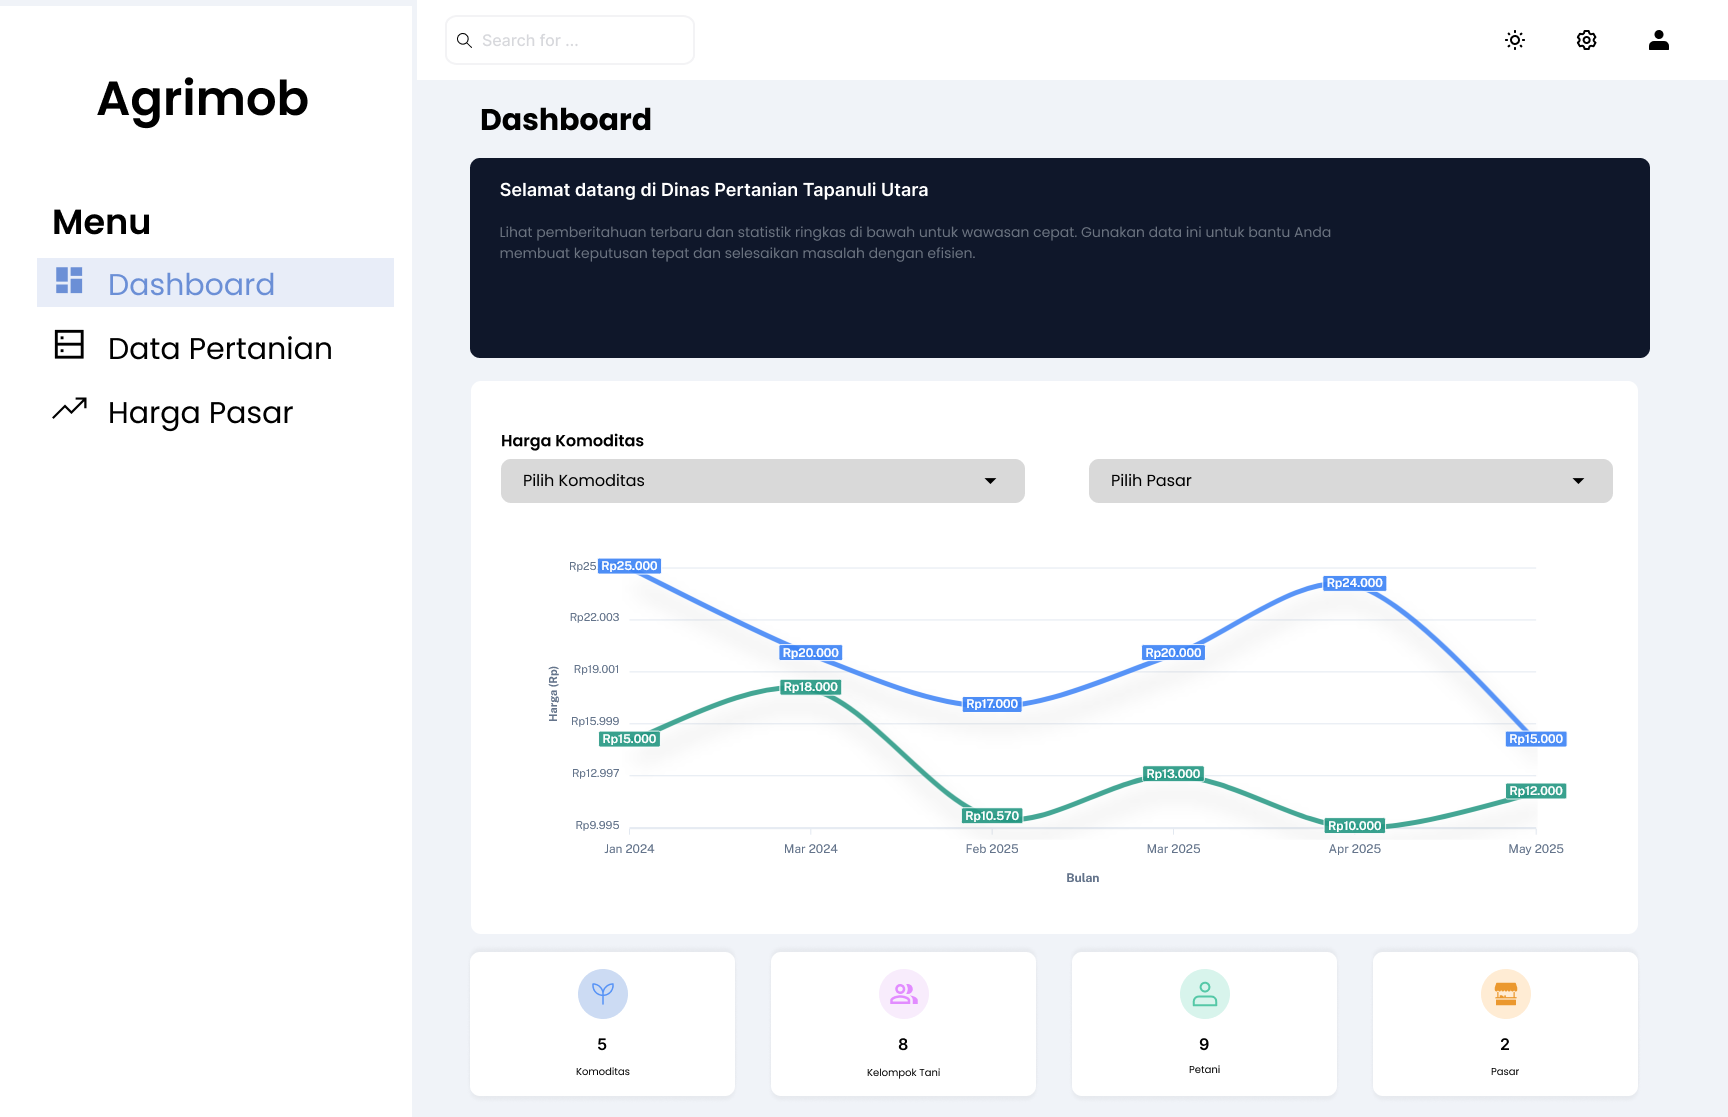 Agrimob
Menu
Dashboard
Data Pertanian
Harga Pasar
Search for ...
Dashboard
Selamat datang di Dinas Pertanian Tapanuli Utara
Lihat pemberitahuan terbaru dan statistik ringkas di bawah untuk wawasan cepat. Gunakan data ini untuk bantu Anda
membuat keputusan tepat dan selesaikan masalah dengan efisien.
Harga Komoditas
Pilih Komoditas
Pilih Pasar
Harga (Rp)
Rp25
Rp22.003
Rp19.001
Rp15.999
Rp12.997
Rp9.995
Rp25.000
Rp20.000
Rp17.000
Rp20.000
Rp24.000
Rp15.000
Rp15.000
Rp18.000
Rp10.570
Rp13.000
Rp10.000
Rp12.000
Jan 2024
Mar 2024
Feb 2025
Mar 2025
Apr 2025
May 2025
Bulan
5
Komoditas
8
Kelompok Tani
9
Petani
2
Pasar